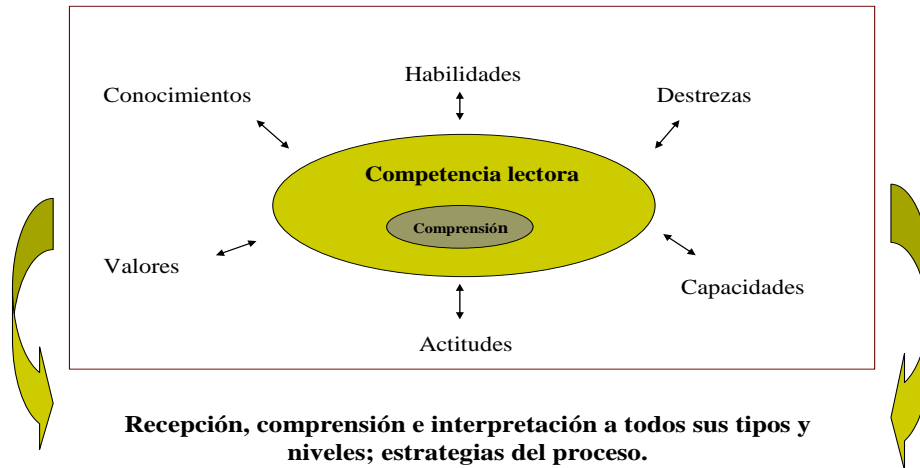 Habilidades
Conocimientos
Destrezas
Competencia lectora
Comprensión
Valores
Capacidades
Actitudes
Recepción, comprensión e interpretación a todos sus tipos y
niveles; estrategias del proceso.